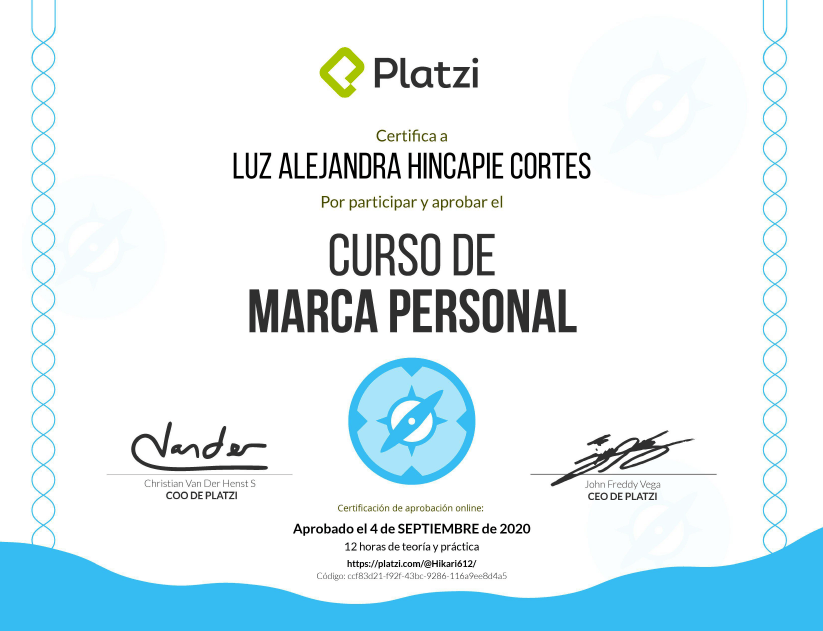 Platzi
Certifica a
LUZ ALEJANDRA HINCAPIE CORTES
Por participar y aprobar el
CURSO DE
MARCA PERSONAL
Vander
Christian Van Der Henst S
COO DE PLATZI
John Freddy Vega
CEO DE PLATZI
Certificación de aprobación online:
Aprobado el 4 de SEPTIEMBRE de 2020
12 horas de teoría y práctica
https://platzi.com/@Hikari612/
Código: ccf83d21-f92f-43bc-9286-116a9ee8d4a5